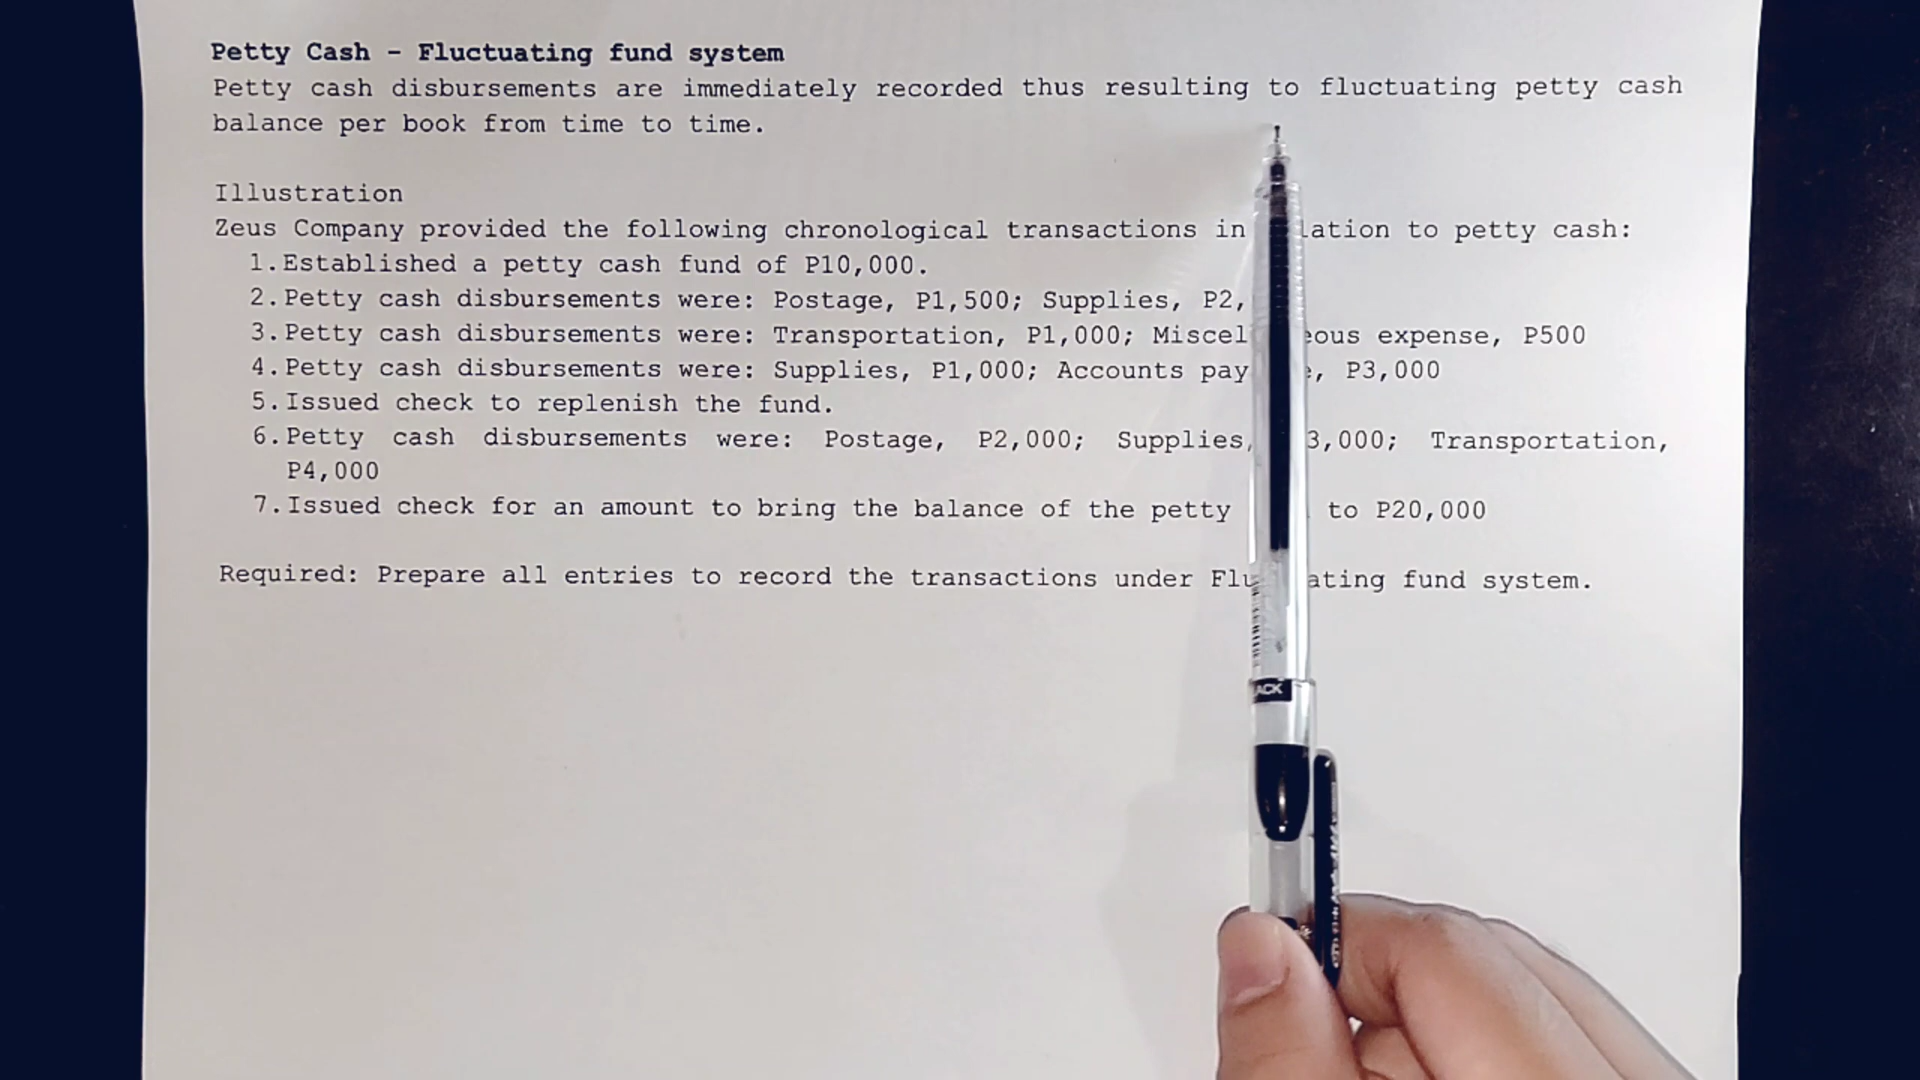 Petty Cash – Fluctuating fund system
Petty cash disbursements are immediately recorded thus resulting to fluctuating petty cash
balance per book from time to time.
Illustration
Zeus Company provided the following chronological transactions in lation to petty cash:
1. Established a petty cash fund of P10,000.
2. Petty cash disbursements were: Postage, P1,500; Supplies, P2,
3. Petty cash disbursements were: Transportation, P1,000; Miscel eous expense, P500
4. Petty cash disbursements were: Supplies, P1,000; Accounts pay e, P3,000
5. Issued check to replenish the fund.
6. Petty cash disbursements were: Postage, P2,000; Supplies, 3,000; Transportation,
P4,000
7. Issued check for an amount to bring the balance of the petty to P20,000
Required: Prepare all entries to record the transactions under Flu ating fund system.
ACK